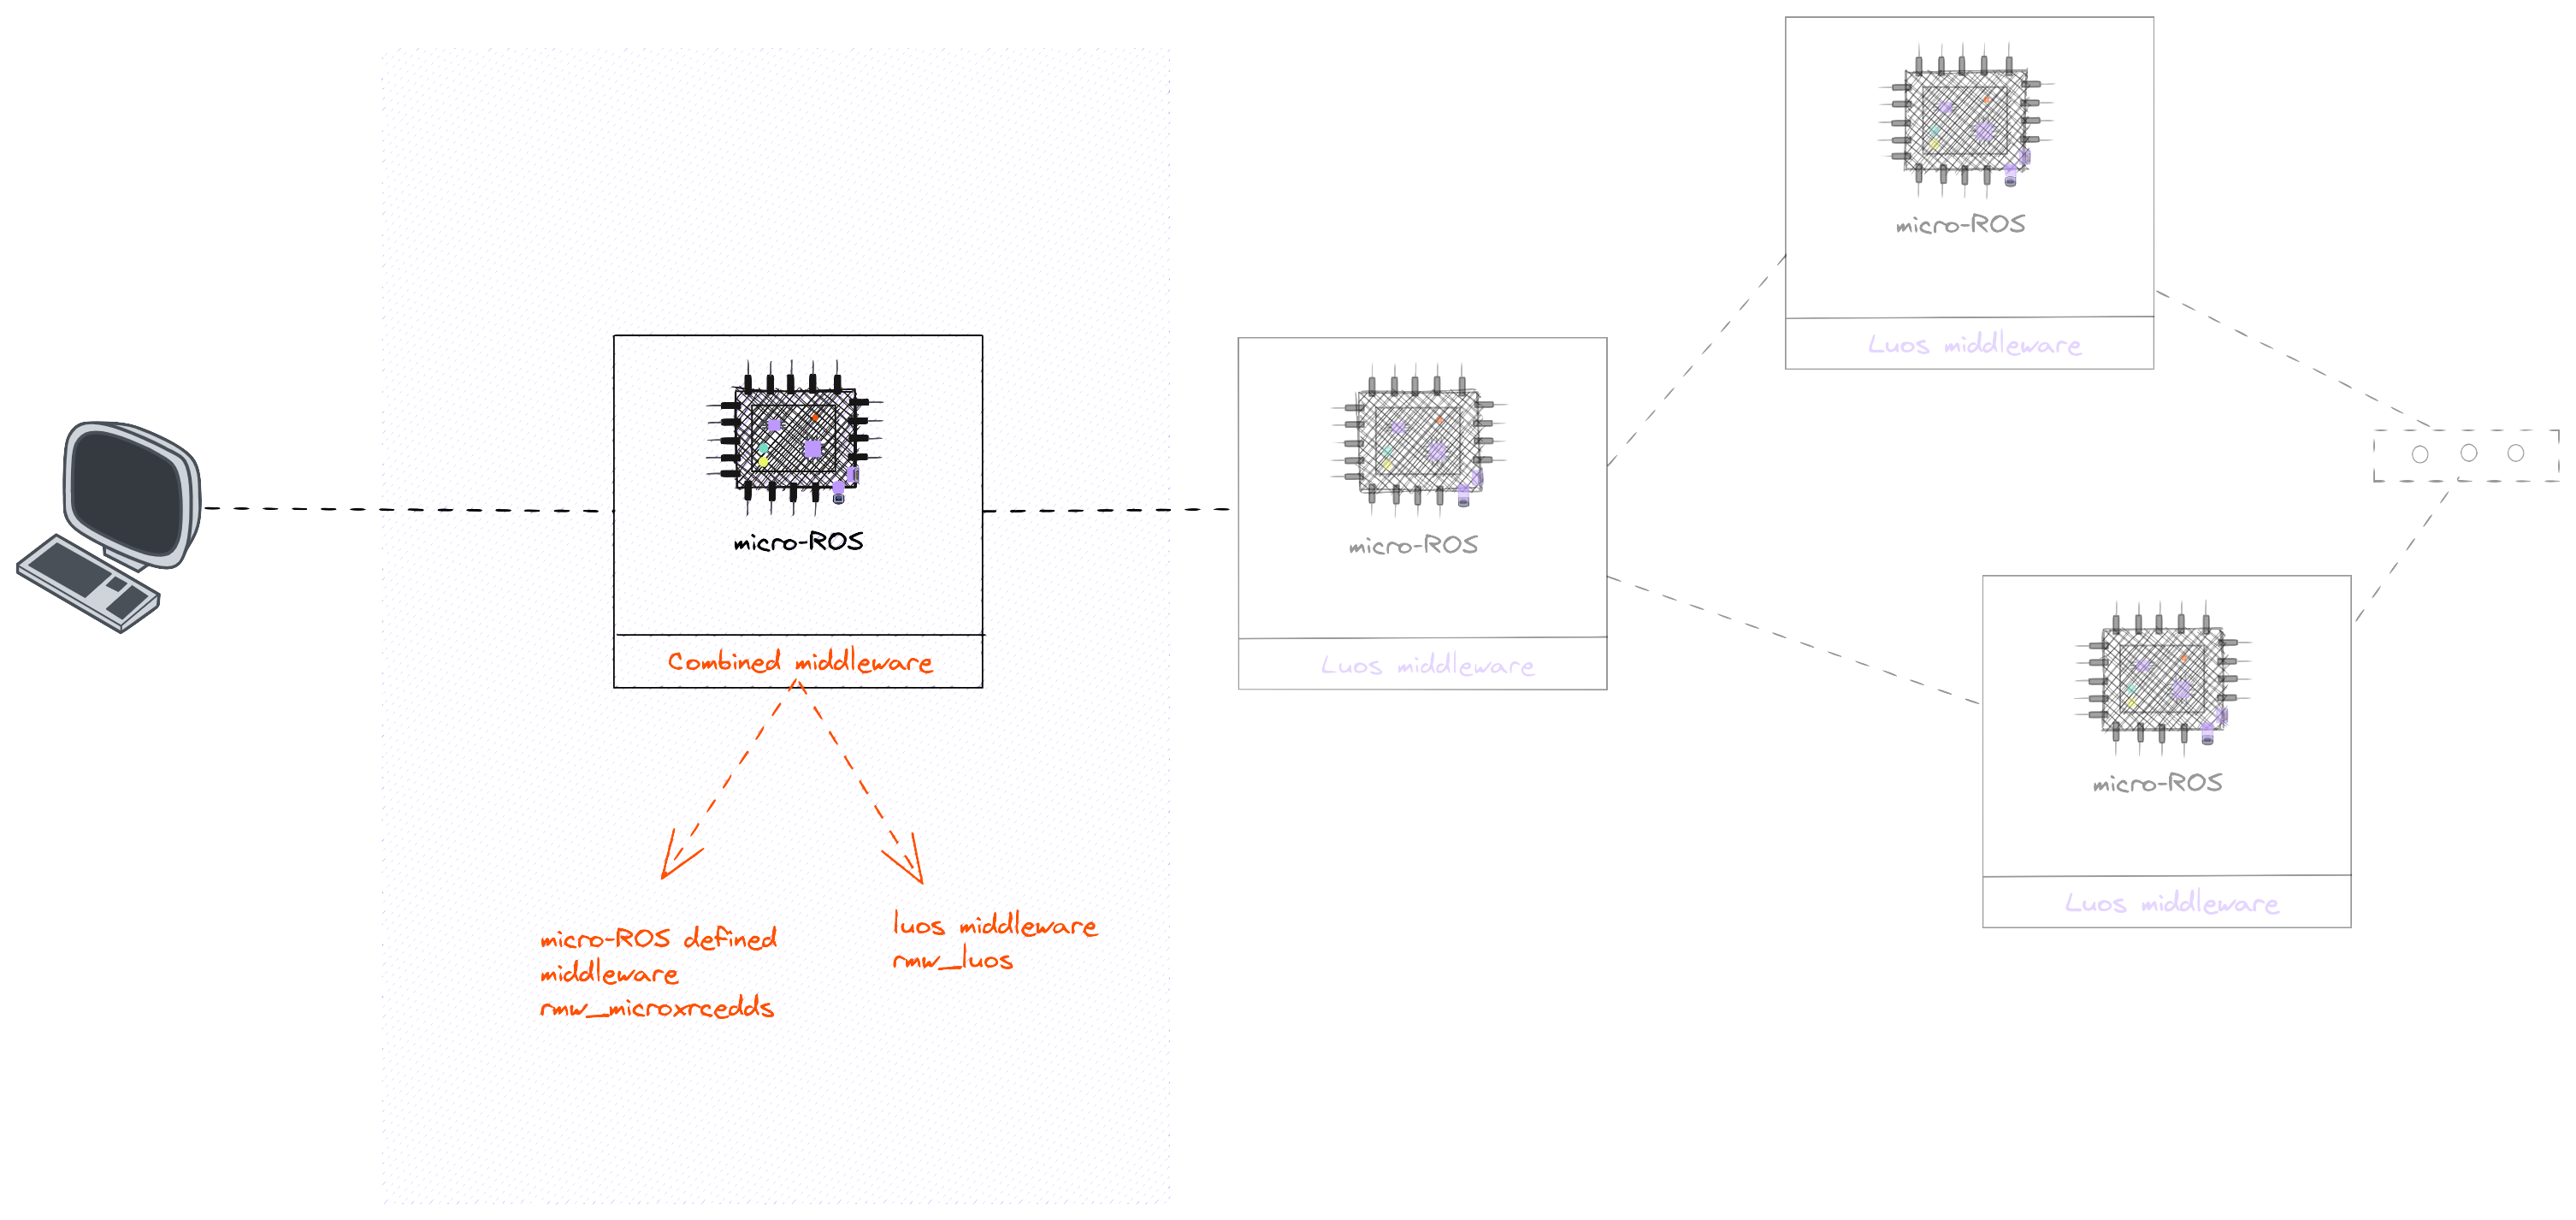 micro-ROS
Combined middleware
micro-ROS defined
middleware
rmw_microxrcedds
luos middleware
rmw_luos
micro-ROS
Luos middleware
micro-ROS
Luos middleware
micro-ROS
Luos middleware